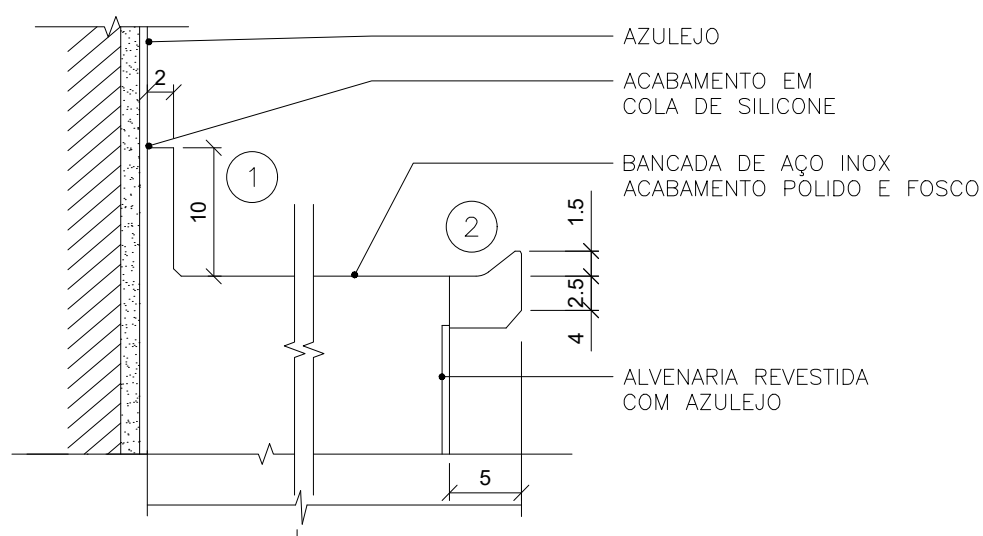 AZULEJO
ACABAMENTO EM
COLA DE SILICONE
2
1
BANCADA DE AÇO INOX
ACABAMENTO POLIDO E FOSCO
10
2
1.5
2.5
4
ALVENARIA REVESTIDA
COM AZULEJO
5